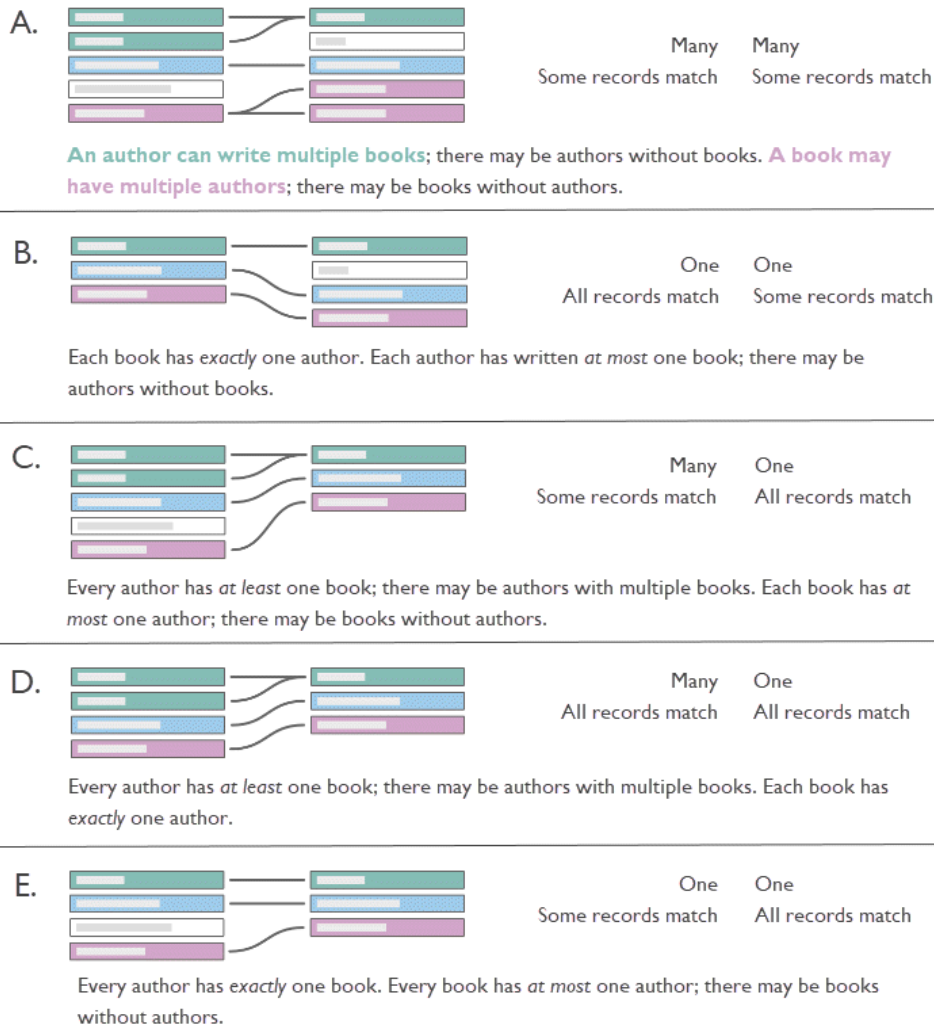 A.
Many Many
Some records match Some records match
An author can write multiple books; there may be authors without books. A book may
have multiple authors; there may be books without authors.
B.
One One
All records match Some records match
Each book has exactly one author. Each author has written at most one book; there may be
authors without books.
C.
Many One
Some records match All records match
Every author has at least one book; there may be authors with multiple books. Each book has at
most one author; there may be books without authors.
D.
Many One
All records match All records match
Every author has at least one book; there may be authors with multiple books. Each book has
exactly one author.
E.
One One
Some records match All records match
Every author has exactly one book. Every book has at most one author; there may be books
without authors.